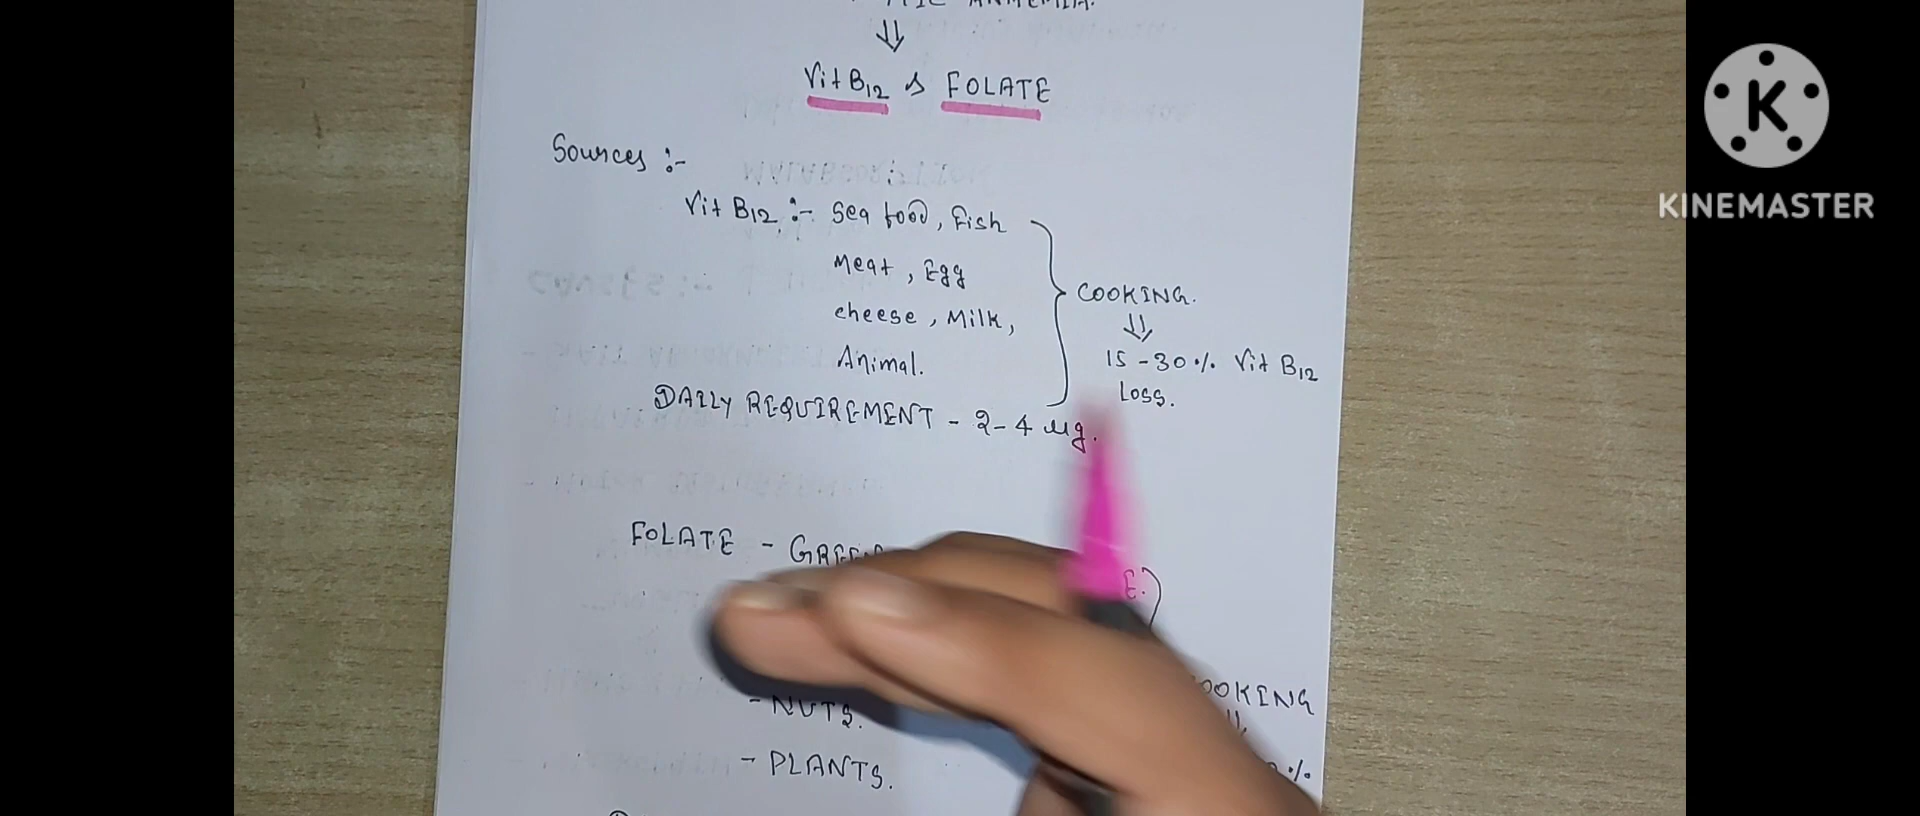 ANAEMIA.
⇓
Vit B12 & FOLATE
Sources :-
Vit B12 :- Sea food, Fish
Meat, Egg
cheese, Milk,
Animal.
COOKING.
⇓
15-30% Vit B12
Loss.
DAILY REQUIREMENT - 2-4 µg.
FOLATE -
- NUTS.
- PLANTS.
K
KINEMASTER